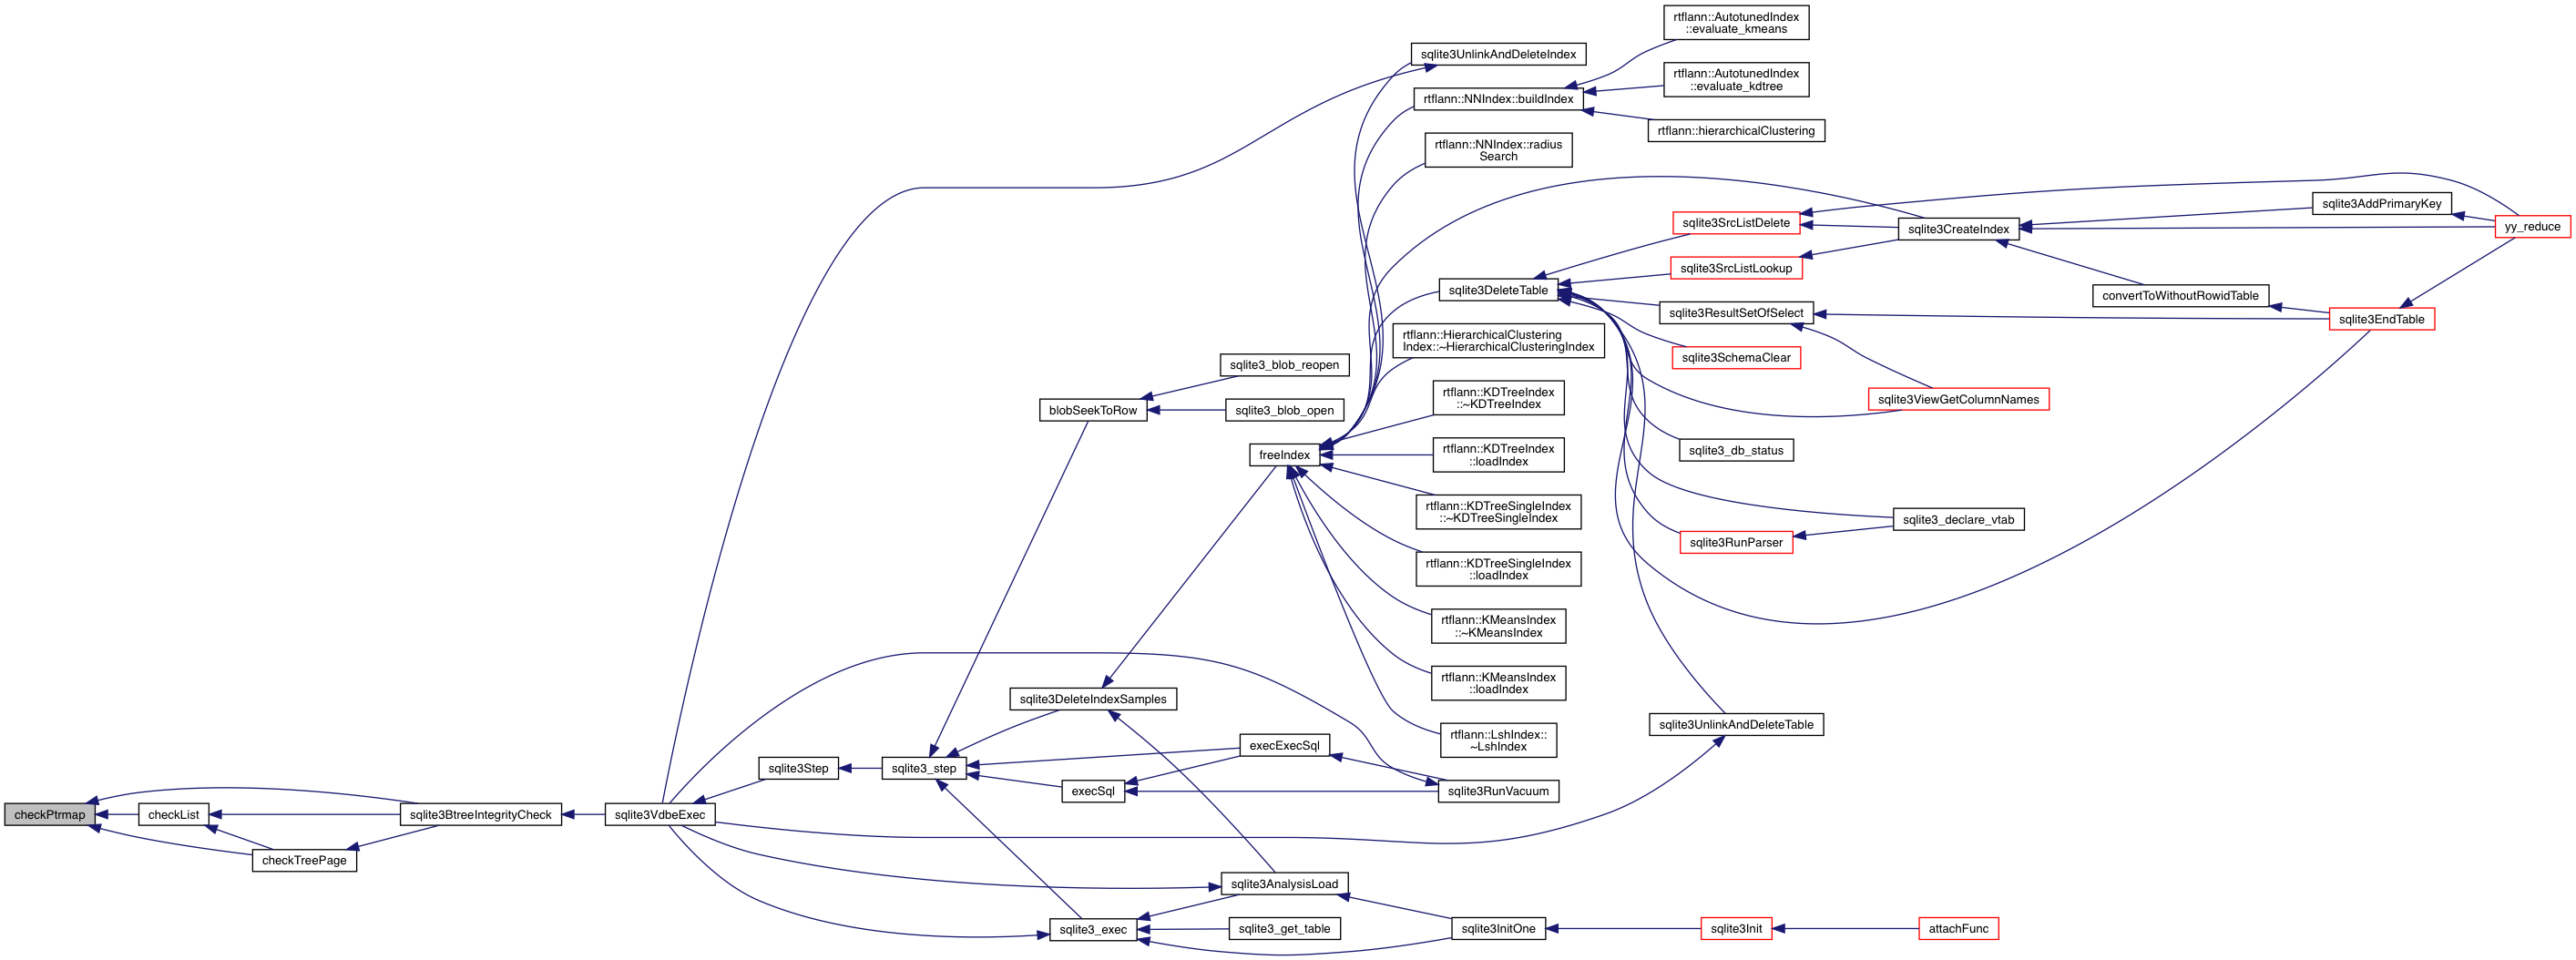 rtflann::AutotunedIndex
::evaluate_kmeans
sqlite3UnlinkAndDeleteIndex
rtflann::AutotunedIndex
::evaluate_kdtree
rtflann::NNIndex::buildIndex
rtflann::hierarchicalClustering
rtflann::NNIndex::radius
Search
sqlite3AddPrimaryKey
sqlite3SrcListDelete
sqlite3CreateIndex
yy_reduce
sqlite3SrcListLookup
sqlite3DeleteTable
convertToWithoutRowidTable
sqlite3ResultSetOfSelect
sqlite3EndTable
rtflann::HierarchicalClustering
Index::~HierarchicalClusteringIndex
sqlite3SchemaClear
sqlite3_blob_reopen
rtflann::KDTreeIndex
::~KDTreeIndex
sqlite3ViewGetColumnNames
blobSeekToRow
sqlite3_blob_open
sqlite3_db_status
freeIndex
rtflann::KDTreeIndex
::loadIndex
rtflann::KDTreeSingleIndex
::~KDTreeSingleIndex
sqlite3_declare_vtab
sqlite3RunParser
rtflann::KDTreeSingleIndex
::loadIndex
rtflann::KMeansIndex
::~KMeansIndex
rtflann::KMeansIndex
::loadIndex
sqlite3DeleteIndexSamples
sqlite3UnlinkAndDeleteTable
rtflann::LshIndex::
~LshIndex
execExecSql
sqlite3Step
sqlite3_step
execSql
sqlite3RunVacuum
checkPtrmap
checkList
sqlite3BtreeIntegrityCheck
sqlite3VdbeExec
checkTreePage
sqlite3AnalysisLoad
sqlite3_exec
sqlite3_get_table
sqlite3InitOne
sqlite3Init
attachFunc